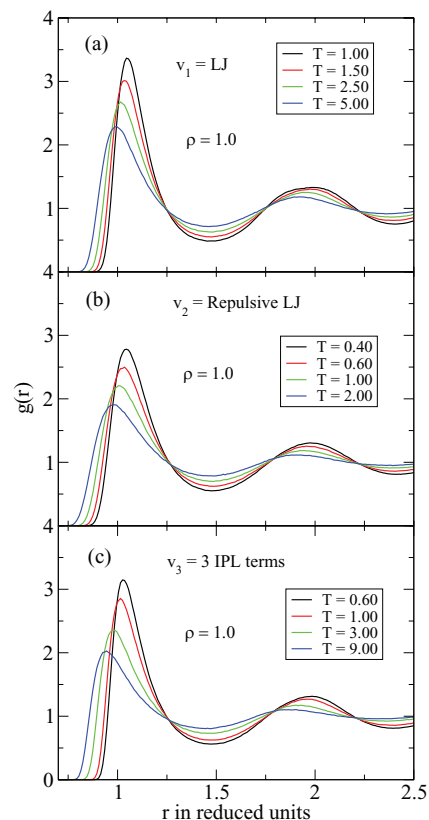 (a)
v₁ = LJ
T = 1.00
T = 1.50
T = 2.50
T = 5.00
ρ = 1.0
4
3
2
1
4
(b)
v₂ = Repulsive LJ
T = 0.40
T = 0.60
T = 1.00
T = 2.00
ρ = 1.0
3
2
1
4
g(r)
(c)
v₃ = 3 IPL terms
T = 0.60
T = 1.00
T = 3.00
T = 9.00
ρ = 1.0
3
2
1
0
1 1.5 2 2.5
r in reduced units